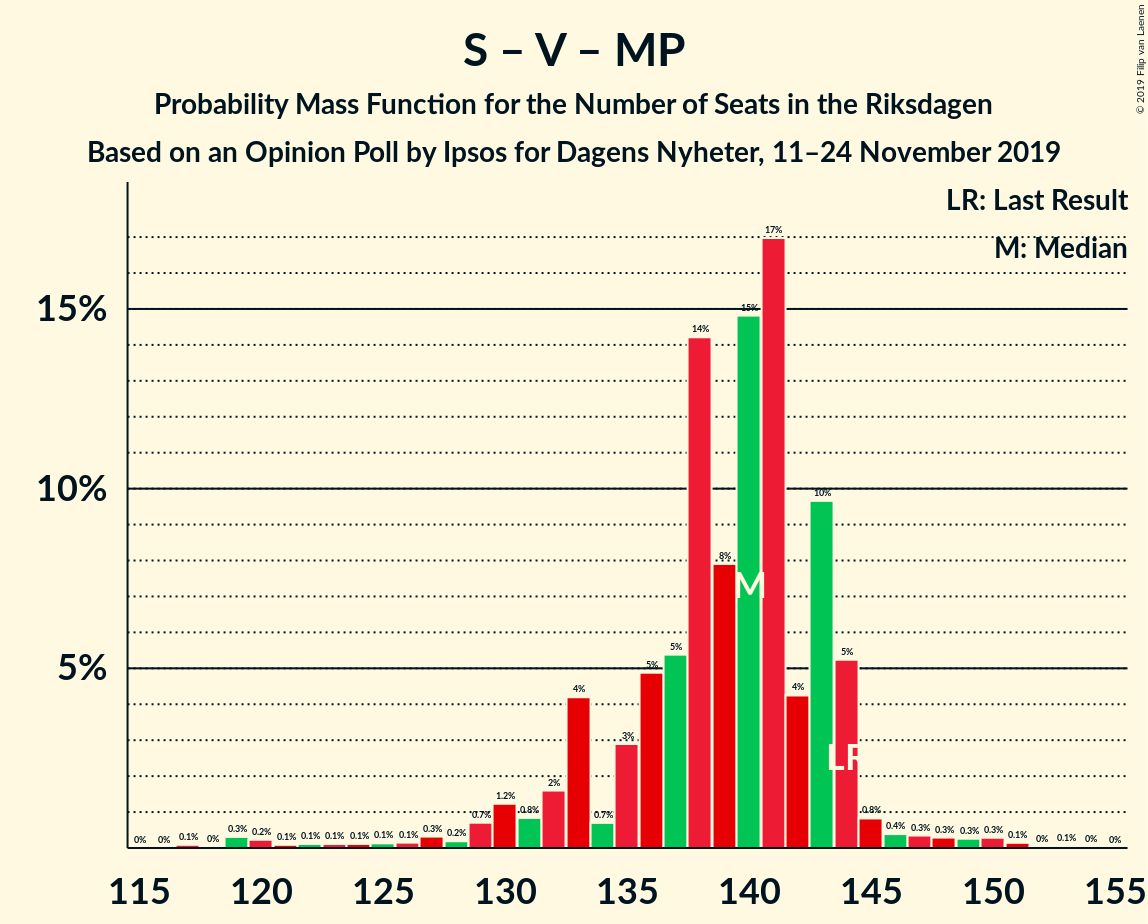 S – V – MP
Probability Mass Function for the Number of Seats in the Riksdagen
Based on an Opinion Poll by Ipsos for Dagens Nyheter, 11–24 November 2019
© 2019 Filip van Laenen
LR: Last Result
M: Median
15%
10%
5%
0% 0% 0.1% 0% 0.3% 0.2% 0.1% 0.1% 0.1% 0.1% 0.1% 0.1% 0.3% 0.2% 0.7% 1.2% 0.8% 2% 4% 0.7% 3% 5% 5% 14% 8% 15% 17% 4% 10% 5% 0.8% 0.4% 0.3% 0.3% 0.3% 0.3% 0.1% 0% 0.1% 0% 0%
M
LR
115 120 125 130 135 140 145 150 155